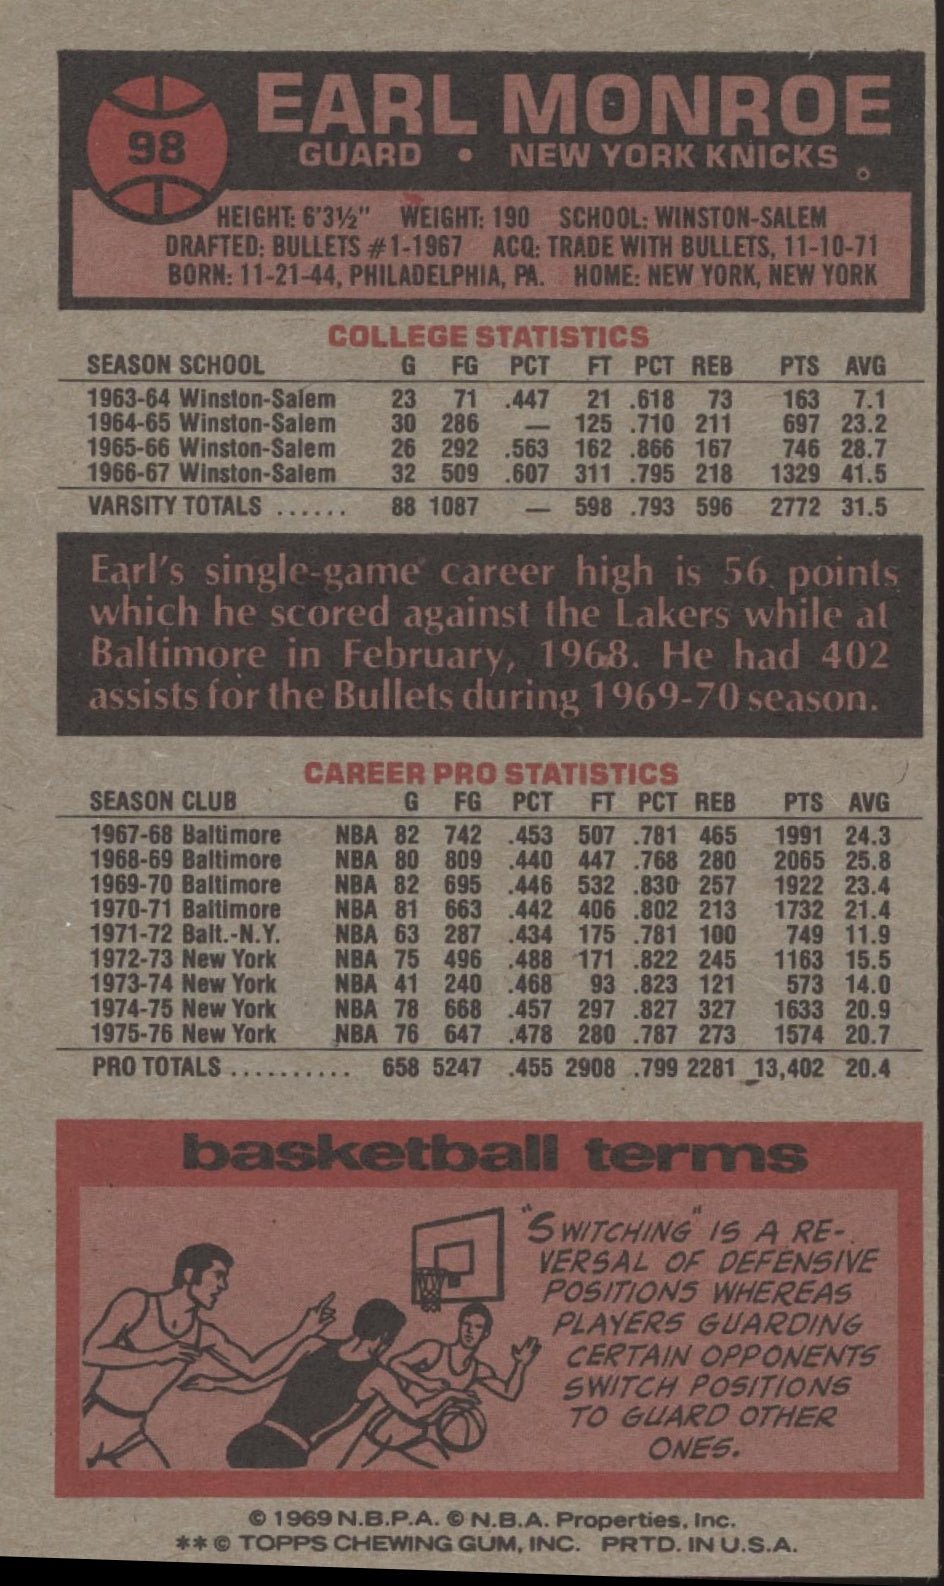 98
EARL MONROE
GUARD • NEW YORK KNICKS
HEIGHT: 6'3½" WEIGHT: 190 SCHOOL: WINSTON-SALEM
DRAFTED: BULLETS #1-1967 ACQ: TRADE WITH BULLETS, 11-10-71
BORN: 11-21-44, PHILADELPHIA, PA. HOME: NEW YORK, NEW YORK
COLLEGE STATISTICS
SEASON SCHOOL G FG PCT FT PCT REB PTS AVG
1963-64 Winston-Salem 23 71 .447 21 .618 73 163 7.1
1964-65 Winston-Salem 30 286 — 125 .710 211 697 23.2
1965-66 Winston-Salem 26 292 .563 162 .866 167 746 28.7
1966-67 Winston-Salem 32 509 .607 311 .795 218 1329 41.5
VARSITY TOTALS ...... 88 1087 — 598 .793 596 2772 31.5
Earl's single-game career high is 56 points
which he scored against the Lakers while at
Baltimore in February, 1968. He had 402
assists for the Bullets during 1969-70 season.
CAREER PRO STATISTICS
SEASON CLUB G FG PCT FT PCT REB PTS AVG
1967-68 Baltimore NBA 82 742 .453 507 .781 465 1991 24.3
1968-69 Baltimore NBA 80 809 .440 447 .768 280 2065 25.8
1969-70 Baltimore NBA 82 695 .446 532 .830 257 1922 23.4
1970-71 Baltimore NBA 81 663 .442 406 .802 213 1732 21.4
1971-72 Balt.-N.Y. NBA 63 287 .434 175 .781 100 749 11.9
1972-73 New York NBA 75 496 .488 171 .822 245 1163 15.5
1973-74 New York NBA 41 240 .468 93 .823 121 573 14.0
1974-75 New York NBA 78 668 .457 297 .827 327 1633 20.9
1975-76 New York NBA 76 647 .478 280 .787 273 1574 20.7
PRO TOTALS .......... 658 5247 .455 2908 .799 2281 13,402 20.4
basketball terms
"SWITCHING" IS A RE-
VERSAL OF DEFENSIVE
POSITIONS WHEREAS
PLAYERS GUARDING
CERTAIN OPPONENTS
SWITCH POSITIONS
TO GUARD OTHER
ONES.
© 1969 N.B.P.A. © N.B.A. Properties, Inc.
** © TOPPS CHEWING GUM, INC. PRTD. IN U.S.A.